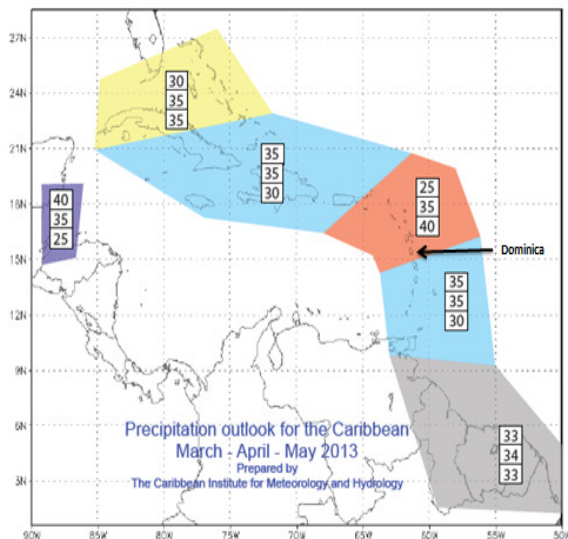 27N
24N
21N
18N
15N
12N
9N
6N
3N
30
35
35
35
35
30
25
35
40
40
35
25
Dominica
35
35
30
33
34
33
Precipitation outlook for the Caribbean
March - April - May 2013
Prepared by
The Caribbean Institute for Meteorology and Hydrology
90W 85W 80W 75W 70W 65W 60W 55W 50W